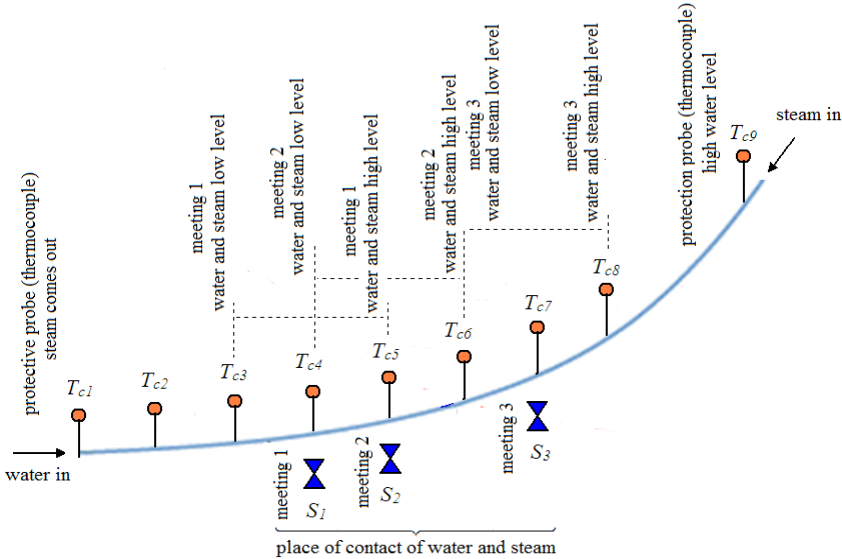 protective probe (thermocouple)
steam comes out
meeting 1
water and steam low level
meeting 2
water and steam low level
meeting 1
water and steam high level
meeting 2
water and steam high level
meeting 3
water and steam low level
meeting 3
water and steam high level
protection probe (thermocouple)
high water level
steam in
Tc1
Tc2
Tc3
Tc4
Tc5
Tc6
Tc7
Tc8
Tc9
water in
meeting 1
S1
meeting 2
S2
meeting 3
S3
place of contact of water and steam